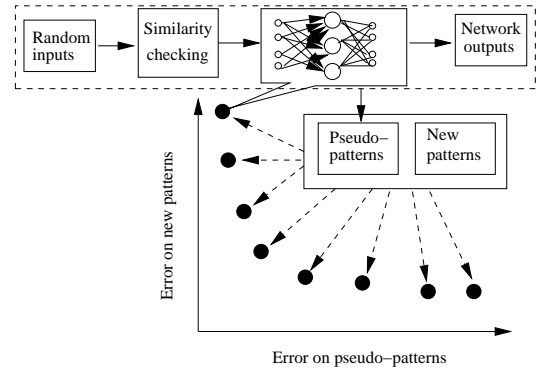 Random
inputs
Similarity
checking
Network
outputs
Pseudo−
patterns
New
patterns
Error on new patterns
Error on pseudo−patterns